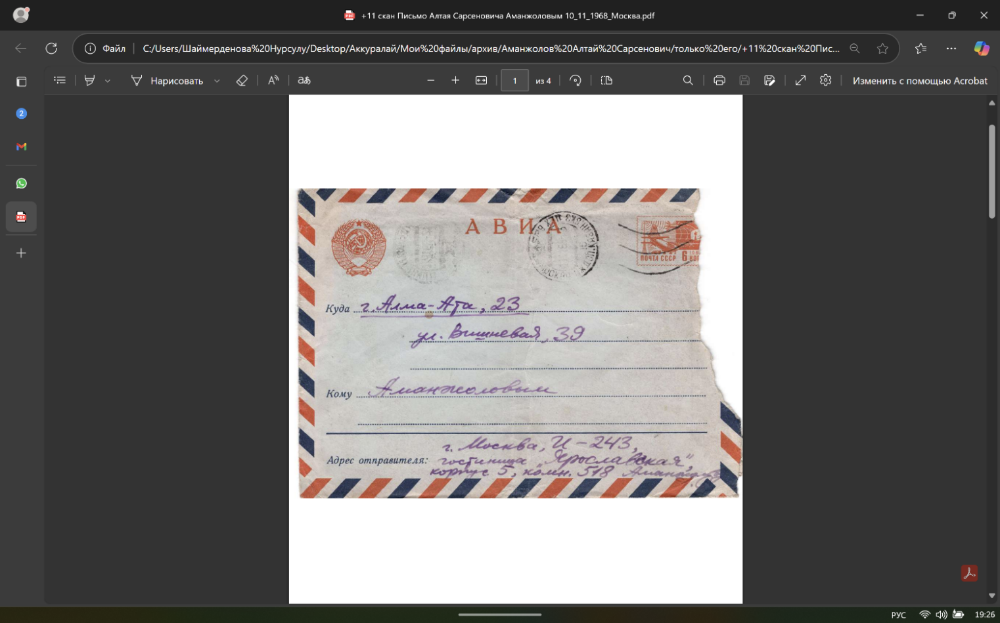 +11 скан Письмо Алтая Сарсеновича Аманжоловым 10_11_1968_Москва.pdf
Файл
C:/Users/Шаймерденова%20Нурсулу/Desktop/Аккуралай/Мои%20файлы/архив/Аманжолов%20Алтай%20Сарсенович/только%20его/+11%20скан%20Пис...
Нарисовать
1 из 4
Изменить с помощью Acrobat
2
АВИА
ПОЧТА СССР 6 КОП
Куда г. Алма-Ата, 23
ул. Вишневая, 39
Кому Аманжоловым
г. Москва, И-243,
Адрес отправителя: гостиница "Ярославская",
корпус 5, комн. 518
РУС
19:26